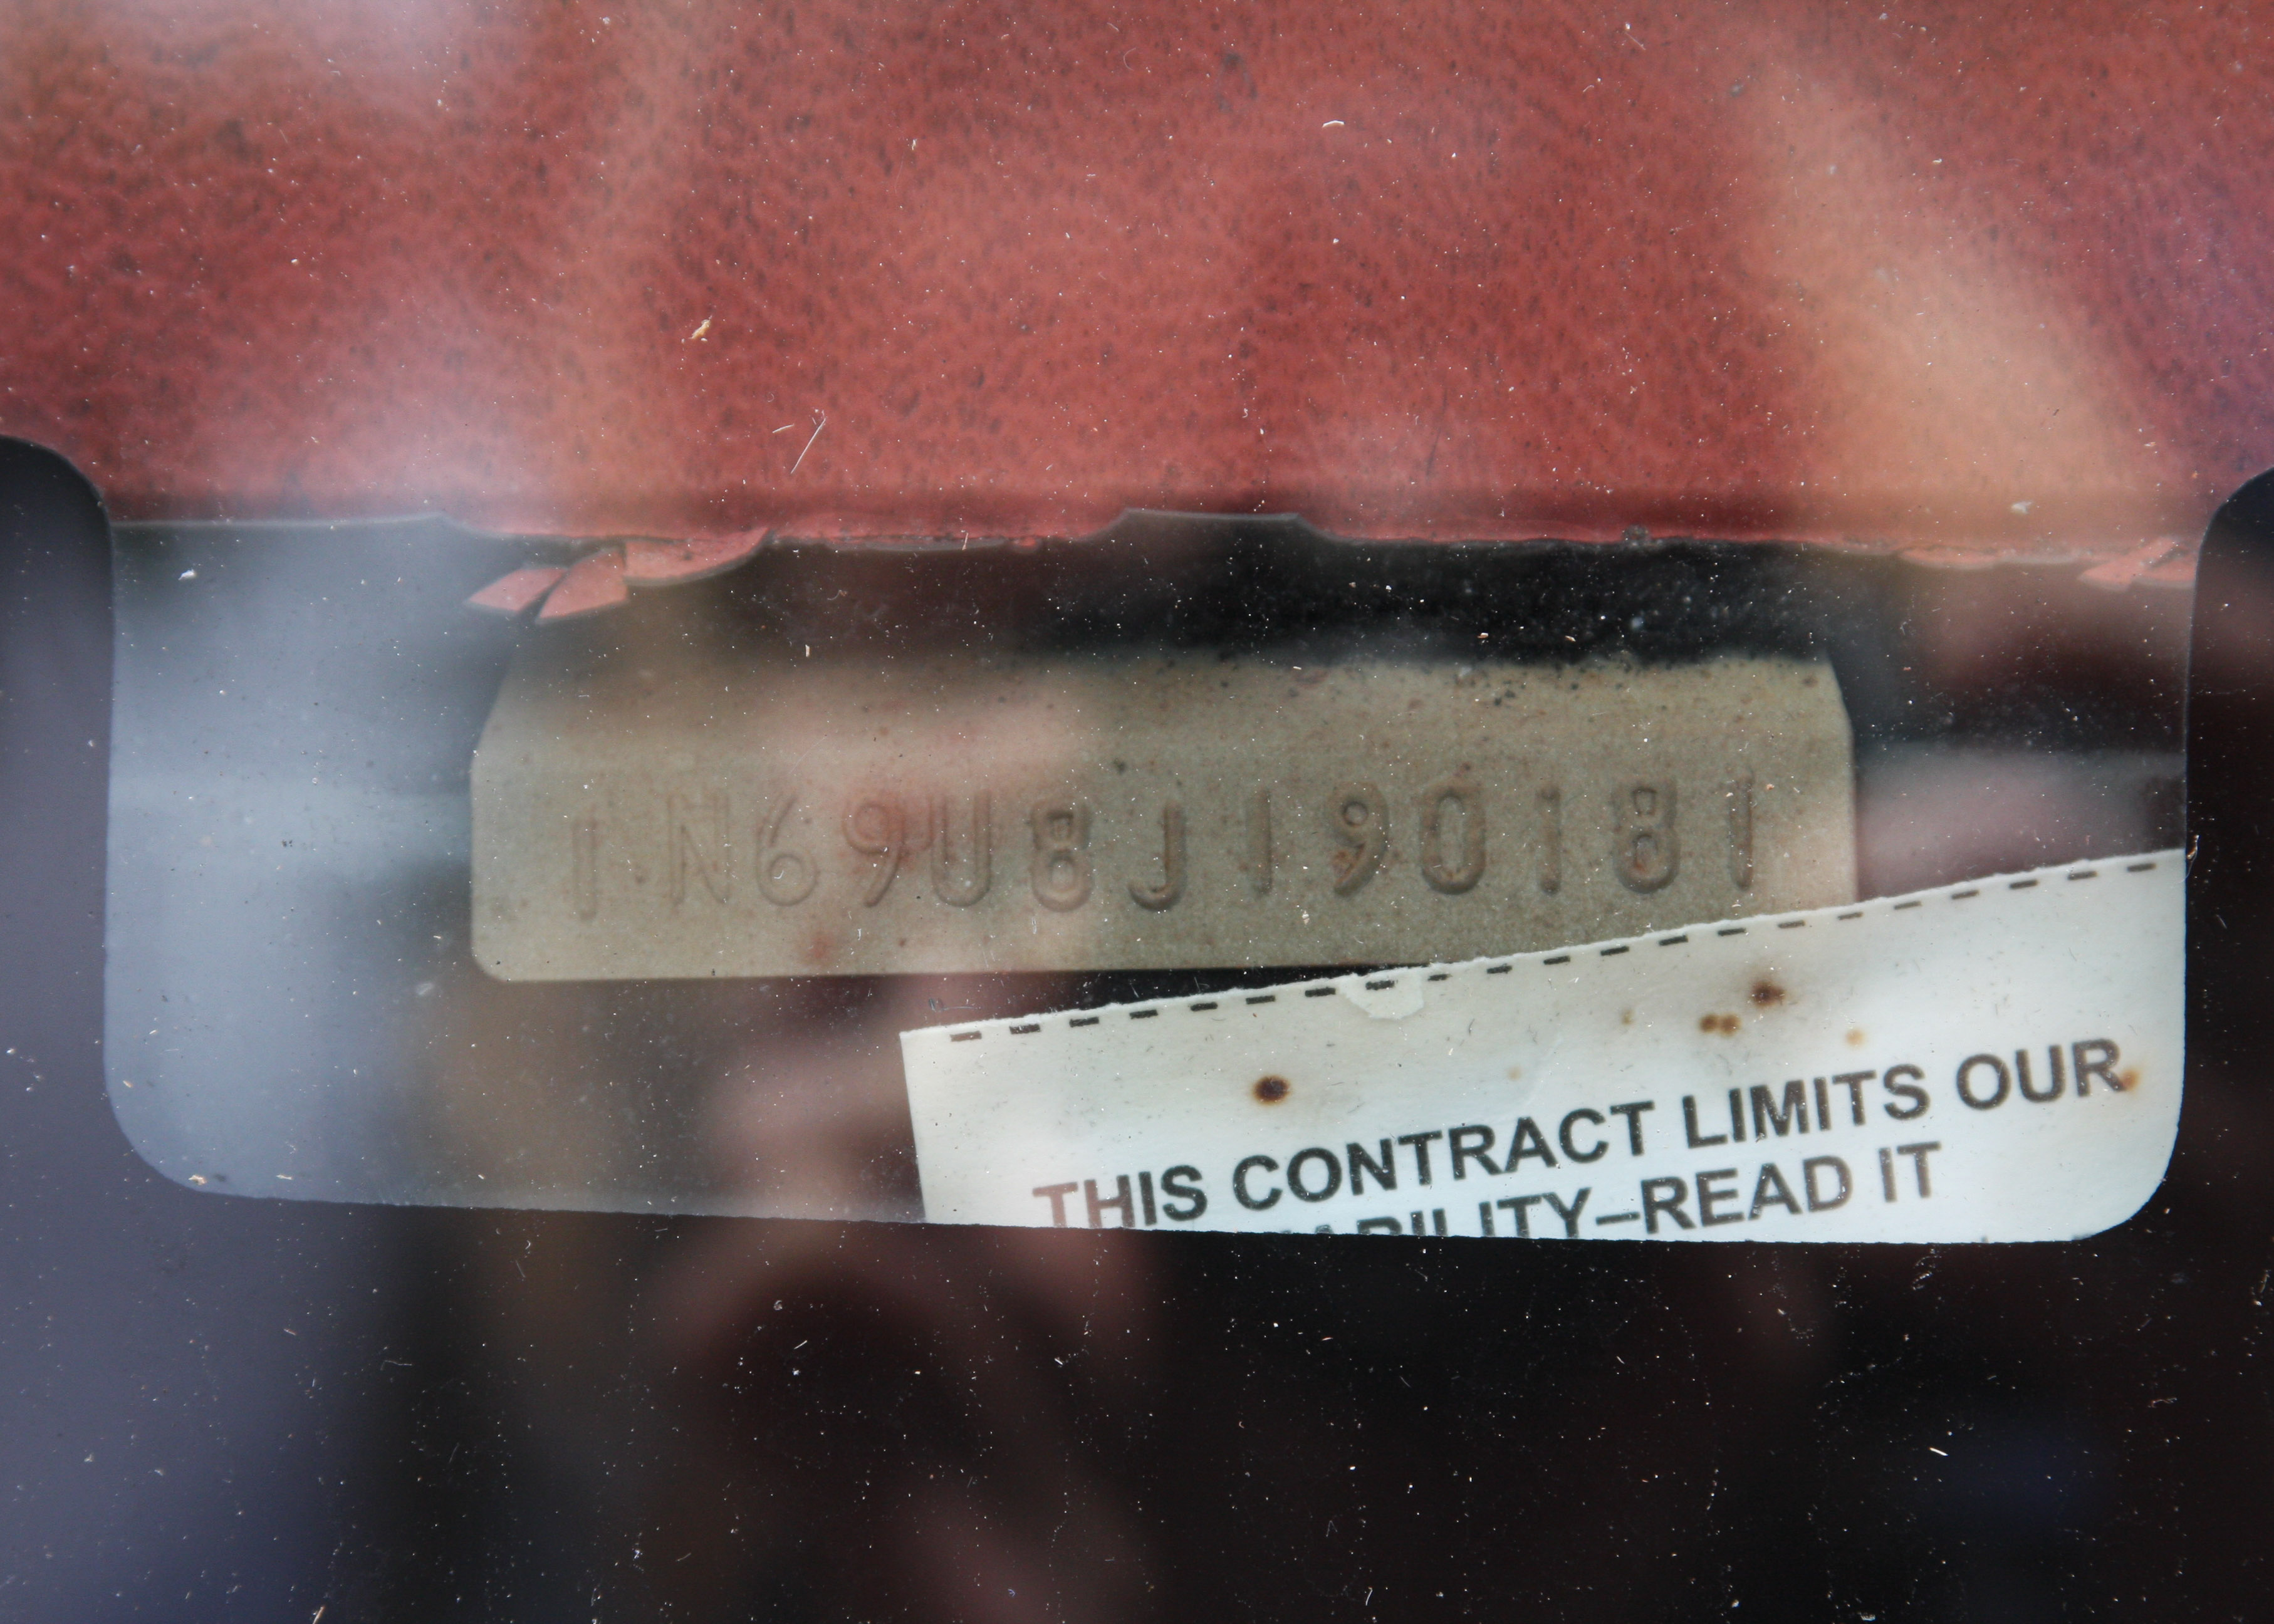 1N69U8J190181
THIS CONTRACT LIMITS OUR
READ IT